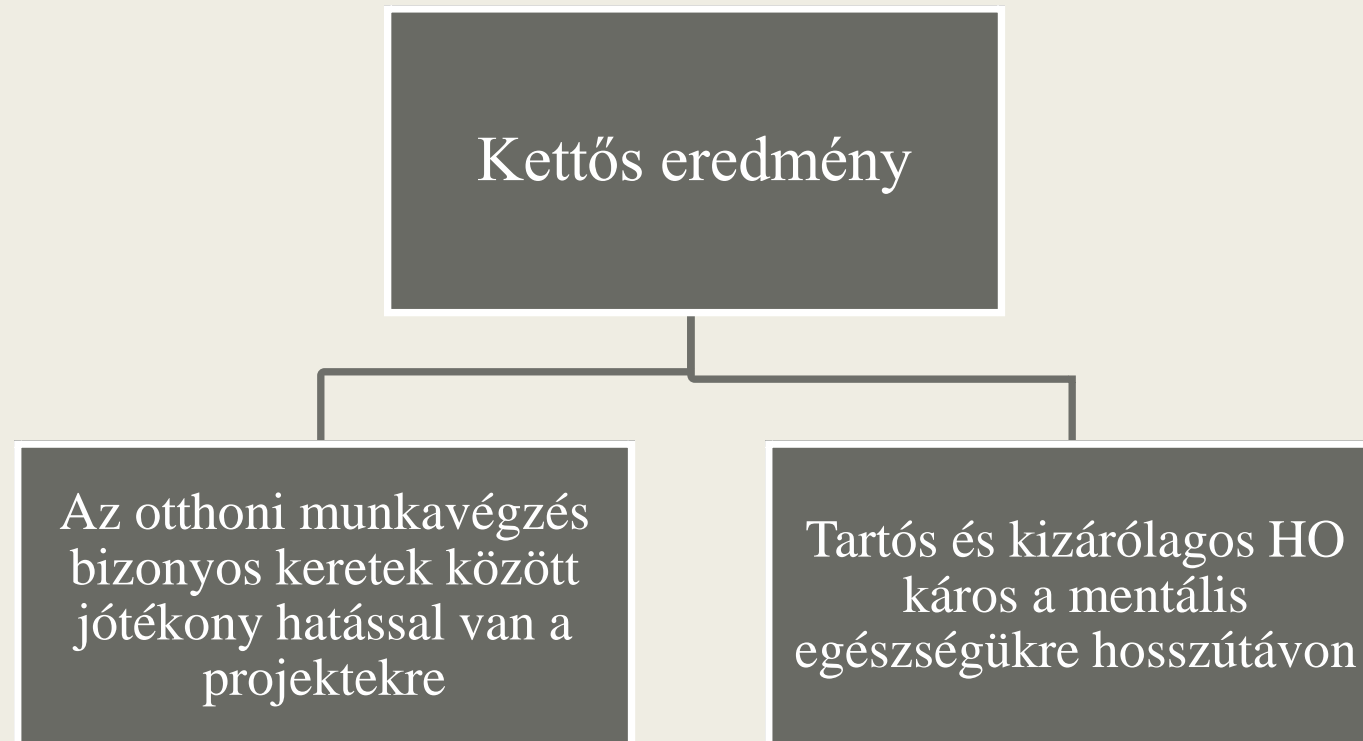 Kettős eredmény
Az otthoni munkavégzés
bizonyos keretek között
jótékony hatással van a
projektekre
Tartós és kizárólagos HO
káros a mentális
egészségükre hosszútávon